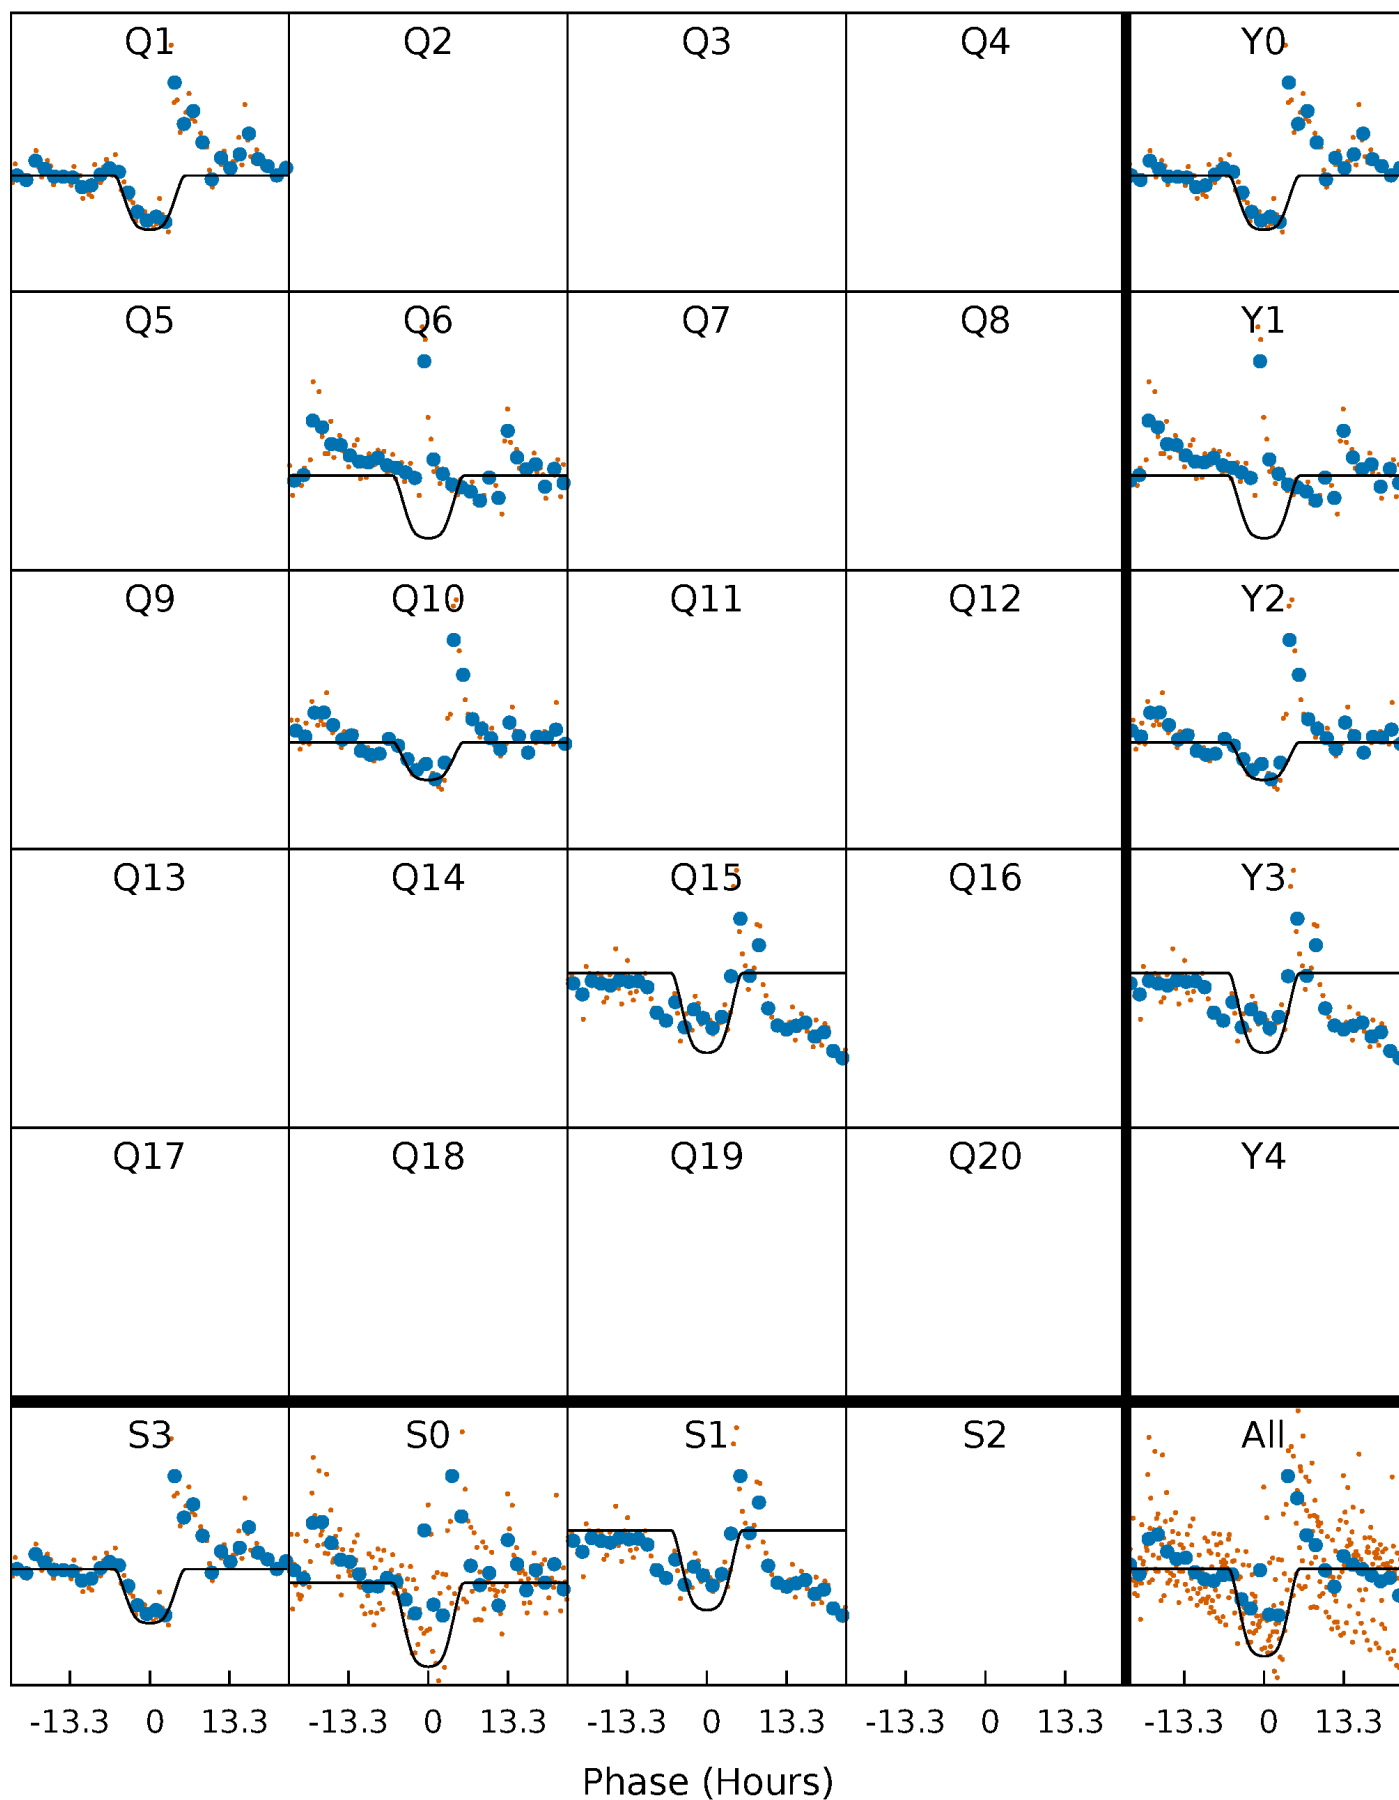 Q1 Q2 Q3 Q4 Y0
Q5 Q6 Q7 Q8 Y1
Q9 Q10 Q11 Q12 Y2
Q13 Q14 Q15 Q16 Y3
Q17 Q18 Q19 Q20 Y4
S3 S0 S1 S2 All
-13.3 0 13.3 -13.3 0 13.3 -13.3 0 13.3 -13.3 0 13.3 -13.3 0 13.3
Phase (Hours)